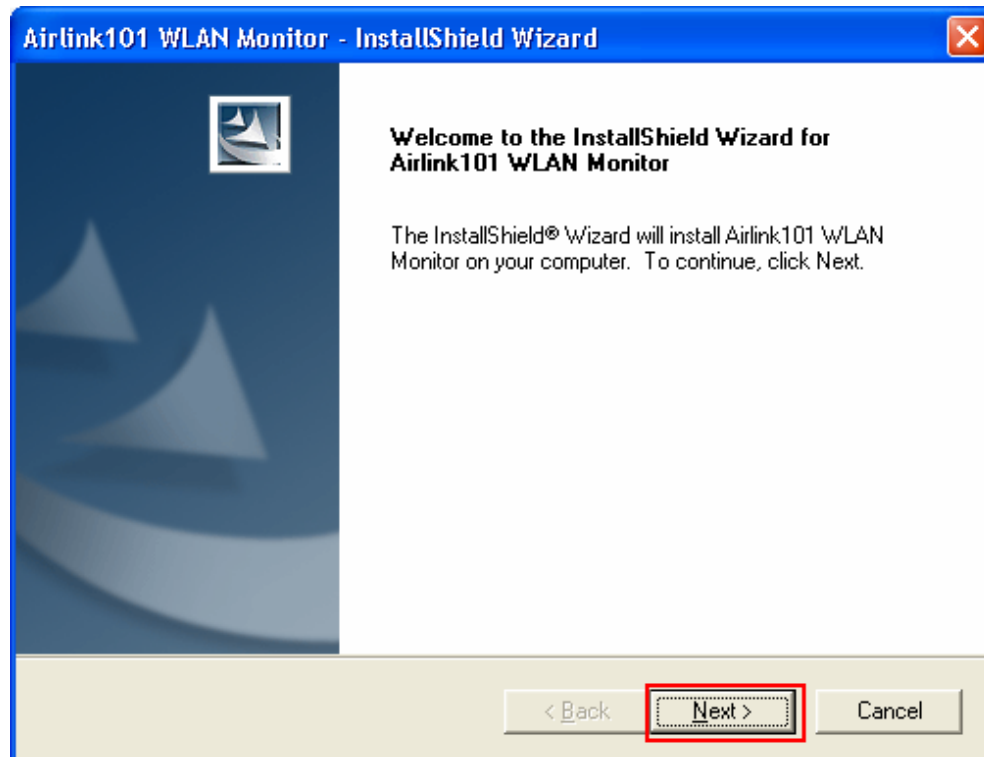 Airlink101 WLAN Monitor - InstallShield Wizard
Welcome to the InstallShield Wizard for
Airlink101 WLAN Monitor
The InstallShield® Wizard will install Airlink101 WLAN
Monitor on your computer.  To continue, click Next.
< Back
Next >
Cancel